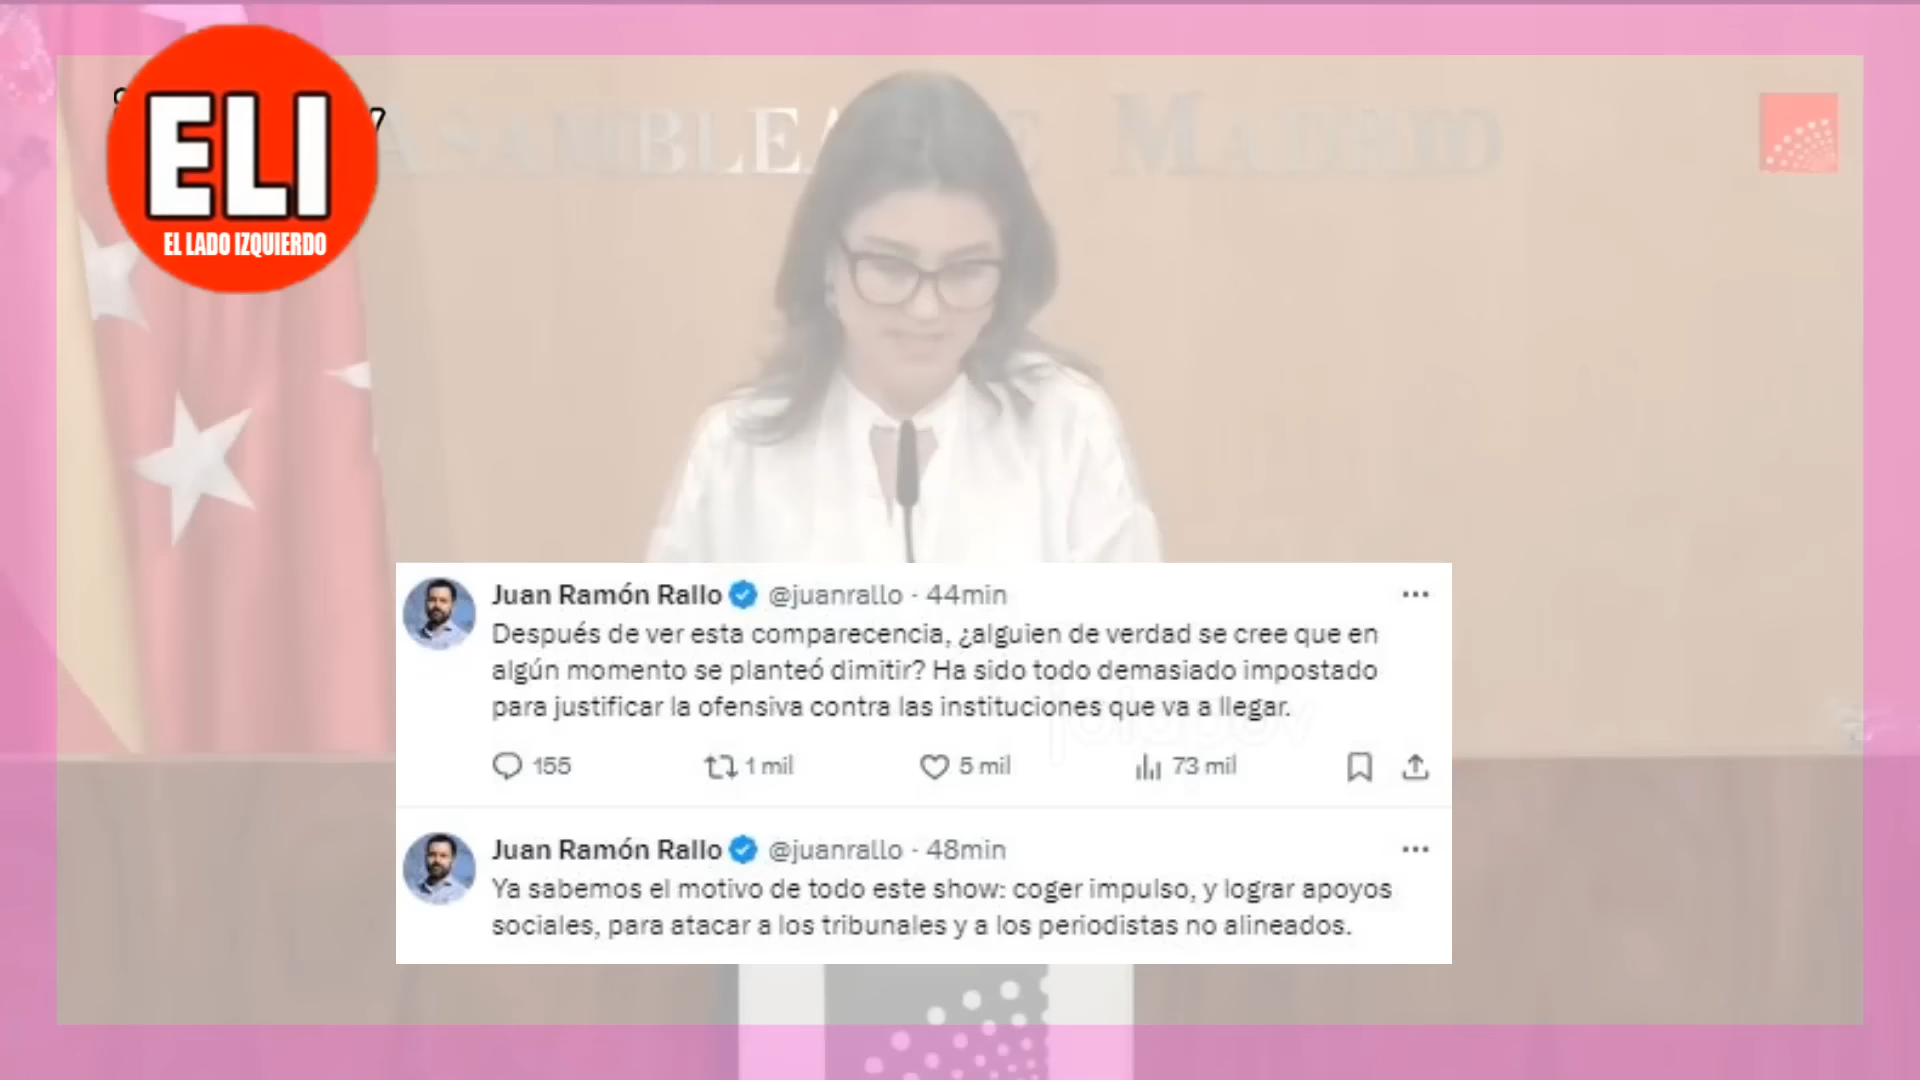 ASAMBLEA DE MADRID
ELI
EL LADO IZQUIERDO
Juan Ramón Rallo @juanrallo · 44min
Después de ver esta comparecencia, ¿alguien de verdad se cree que en
algún momento se planteó dimitir? Ha sido todo demasiado impostado
para justificar la ofensiva contra las instituciones que va a llegar.
155 1 mil 5 mil 73 mil
Juan Ramón Rallo @juanrallo · 48min
Ya sabemos el motivo de todo este show: coger impulso, y lograr apoyos
sociales, para atacar a los tribunales y a los periodistas no alineados.